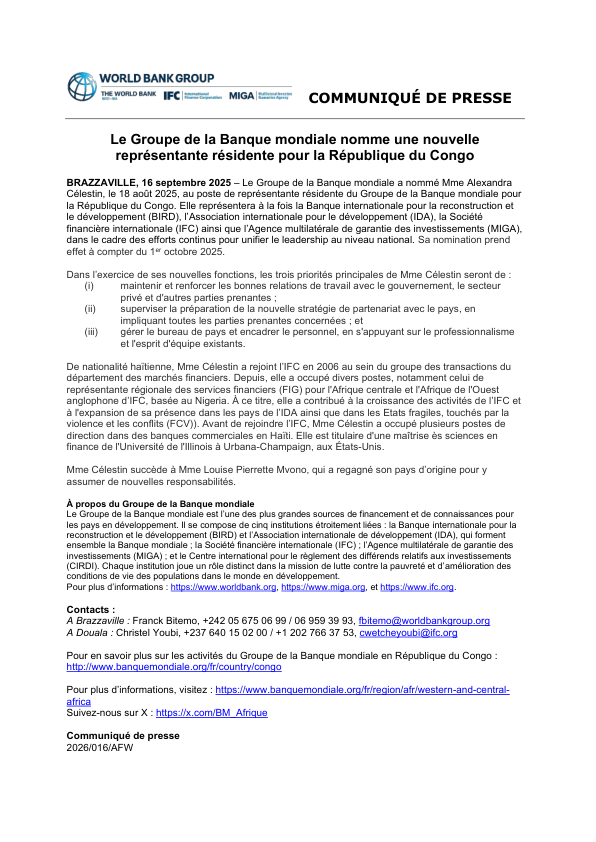 WORLD BANK GROUP
THE WORLD BANK
IBRD • IDA
IFC International Finance Corporation
MIGA Multilateral Investment Guarantee Agency
COMMUNIQUÉ DE PRESSE
Le Groupe de la Banque mondiale nomme une nouvelle
représentante résidente pour la République du Congo
BRAZZAVILLE, 16 septembre 2025 – Le Groupe de la Banque mondiale a nommé Mme Alexandra
Célestin, le 18 août 2025, au poste de représentante résidente du Groupe de la Banque mondiale pour
la République du Congo. Elle représentera à la fois la Banque internationale pour la reconstruction et
le développement (BIRD), l’Association internationale pour le développement (IDA), la Société
financière internationale (IFC) ainsi que l’Agence multilatérale de garantie des investissements (MIGA),
dans le cadre des efforts continus pour unifier le leadership au niveau national. Sa nomination prend
effet à compter du 1er octobre 2025.
Dans l’exercice de ses nouvelles fonctions, les trois priorités principales de Mme Célestin seront de :
(i) maintenir et renforcer les bonnes relations de travail avec le gouvernement, le secteur
privé et d'autres parties prenantes ;
(ii) superviser la préparation de la nouvelle stratégie de partenariat avec le pays, en
impliquant toutes les parties prenantes concernées ; et
(iii) gérer le bureau de pays et encadrer le personnel, en s'appuyant sur le professionnalisme
et l'esprit d'équipe existants.
De nationalité haïtienne, Mme Célestin a rejoint l’IFC en 2006 au sein du groupe des transactions du
département des marchés financiers. Depuis, elle a occupé divers postes, notamment celui de
représentante régionale des services financiers (FIG) pour l'Afrique centrale et l'Afrique de l'Ouest
anglophone d’IFC, basée au Nigeria. À ce titre, elle a contribué à la croissance des activités de l’IFC et
à l'expansion de sa présence dans les pays de l’IDA ainsi que dans les Etats fragiles, touchés par la
violence et les conflits (FCV)). Avant de rejoindre l’IFC, Mme Célestin a occupé plusieurs postes de
direction dans des banques commerciales en Haïti. Elle est titulaire d'une maîtrise ès sciences en
finance de l'Université de l'Illinois à Urbana-Champaign, aux États-Unis.
Mme Célestin succède à Mme Louise Pierrette Mvono, qui a regagné son pays d’origine pour y
assumer de nouvelles responsabilités.
À propos du Groupe de la Banque mondiale
Le Groupe de la Banque mondiale est l’une des plus grandes sources de financement et de connaissances pour
les pays en développement. Il se compose de cinq institutions étroitement liées : la Banque internationale pour la
reconstruction et le développement (BIRD) et l’Association internationale de développement (IDA), qui forment
ensemble la Banque mondiale ; la Société financière internationale (IFC) ; l’Agence multilatérale de garantie des
investissements (MIGA) ; et le Centre international pour le règlement des différends relatifs aux investissements
(CIRDI). Chaque institution joue un rôle distinct dans la mission de lutte contre la pauvreté et d’amélioration des
conditions de vie des populations dans le monde en développement.
Pour plus d’informations : https://www.worldbank.org, https://www.miga.org, et https://www.ifc.org.
Contacts :
A Brazzaville : Franck Bitemo, +242 05 675 06 99 / 06 959 39 93, fbitemo@worldbankgroup.org
A Douala : Christel Youbi, +237 640 15 02 00 / +1 202 766 37 53, cwetcheyoubi@ifc.org
Pour en savoir plus sur les activités du Groupe de la Banque mondiale en République du Congo :
http://www.banquemondiale.org/fr/country/congo
Pour plus d’informations, visitez : https://www.banquemondiale.org/fr/region/afr/western-and-central-
africa
Suivez-nous sur X : https://x.com/BM_Afrique
Communiqué de presse
2026/016/AFW